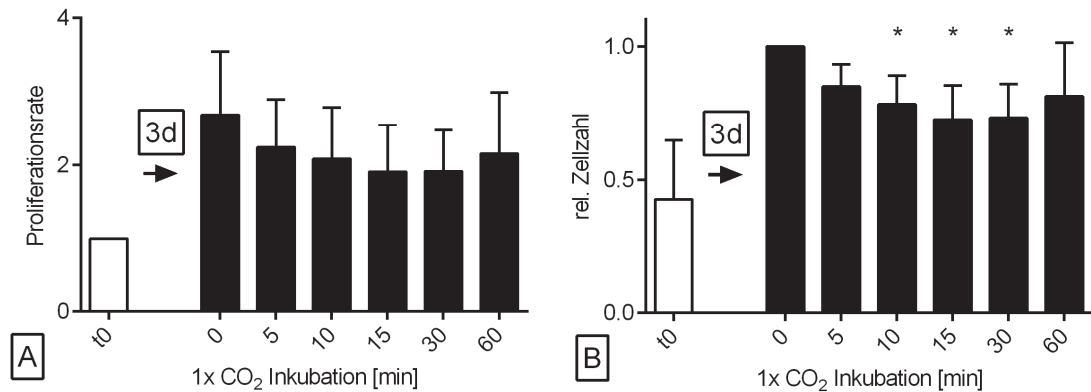 4
2
0
Proliferationsrate
3d
t0
0
5
10
15
30
60
1x CO₂ Inkubation [min]
A
1.0
0.5
0.0
rel. Zellzahl
* * *
3d
t0
0
5
10
15
30
60
1x CO₂ Inkubation [min]
B